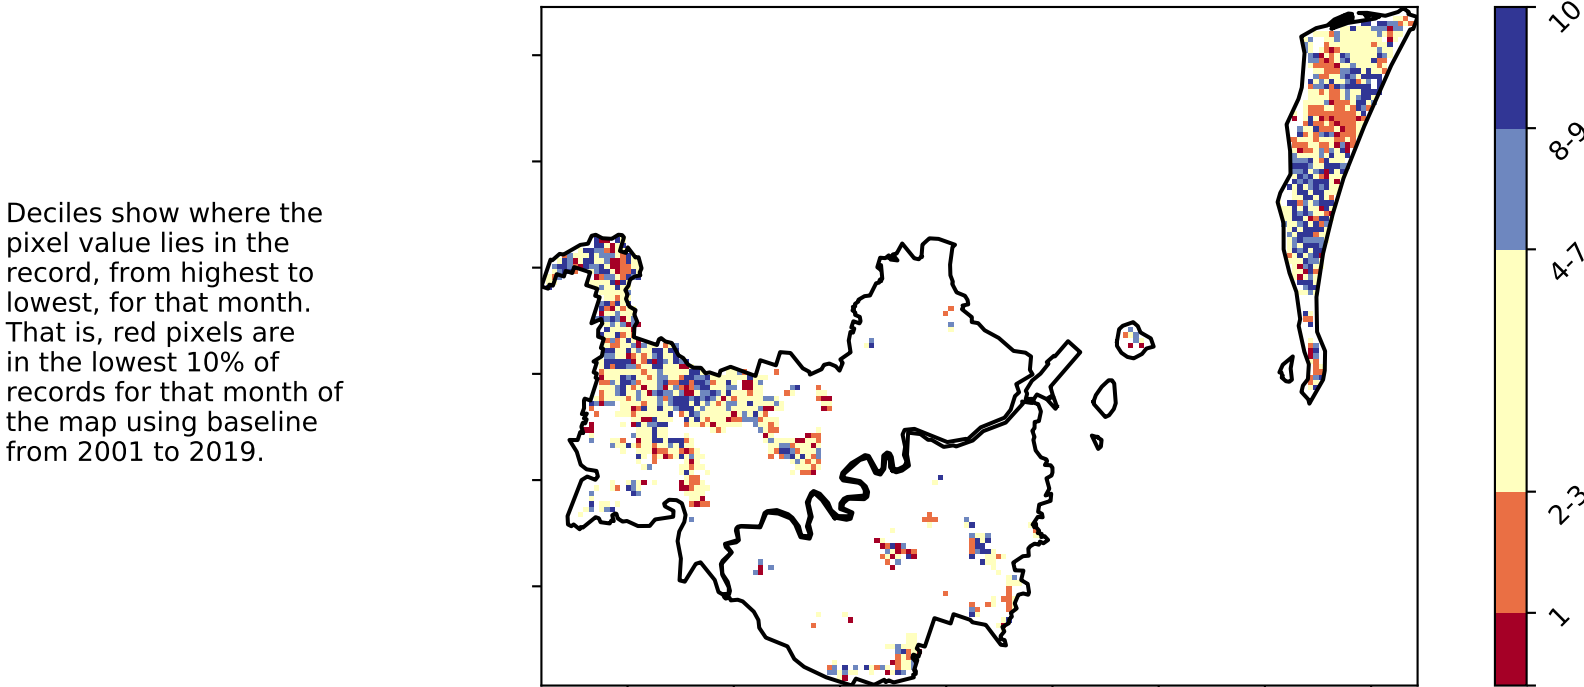 Deciles show where the
pixel value lies in the
record, from highest to
lowest, for that month.
That is, red pixels are
in the lowest 10% of
records for that month of
the map using baseline
from 2001 to 2019.
10
8-9
4-7
2-3
1